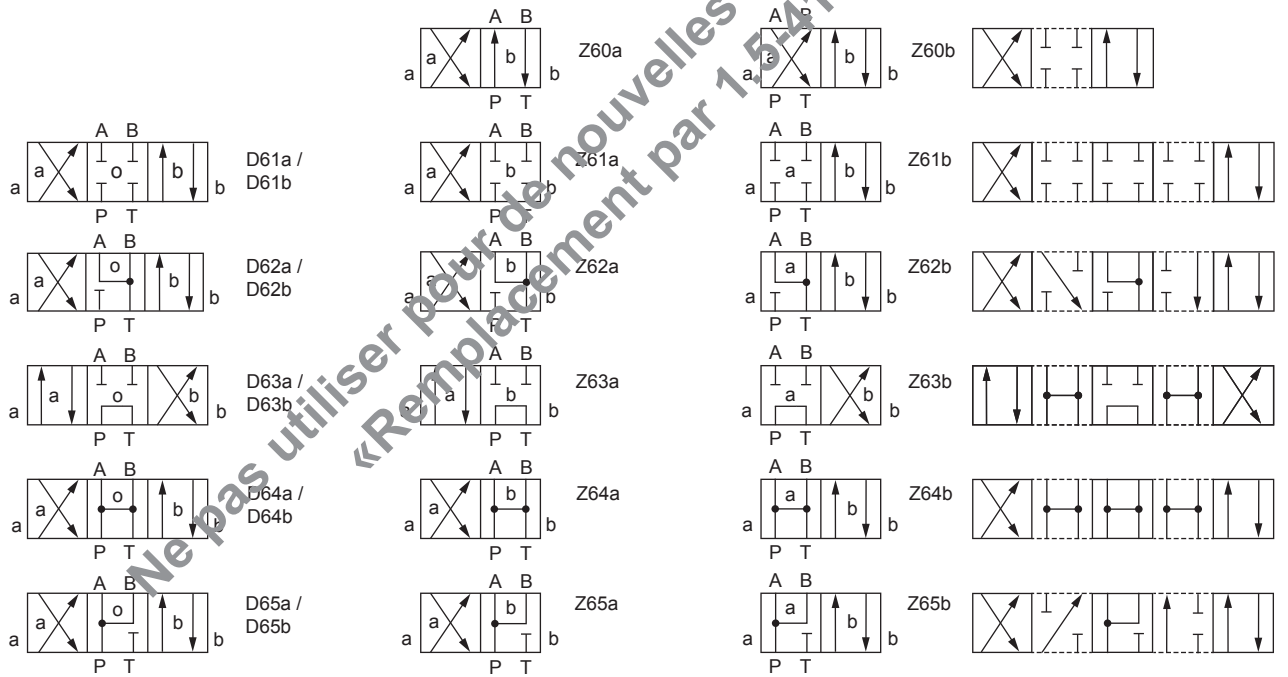 A B
a a b b
P T
Z60a
A B
a a b b
P T
Z60b
A B
a a o b b
P T
D61a /
D61b
A B
a a b b
P T
Z61a
A B
a a b b
P T
Z61b
A B
a a o b b
P T
D62a /
D62b
A B
a a b b
P T
Z62a
A B
a a b b
P T
Z62b
A B
a a o b b
P T
D63a /
D63b
A B
a a b b
P T
Z63a
A B
a a b b
P T
Z63b
A B
a a o b b
P T
D64a /
D64b
A B
a a b b
P T
Z64a
A B
a a b b
P T
Z64b
A B
a a o b b
P T
D65a /
D65b
A B
a a b b
P T
Z65a
A B
a a b b
P T
Z65b
Ne pas utiliser pour de nouvelles
«Remplacement par 1.5-41